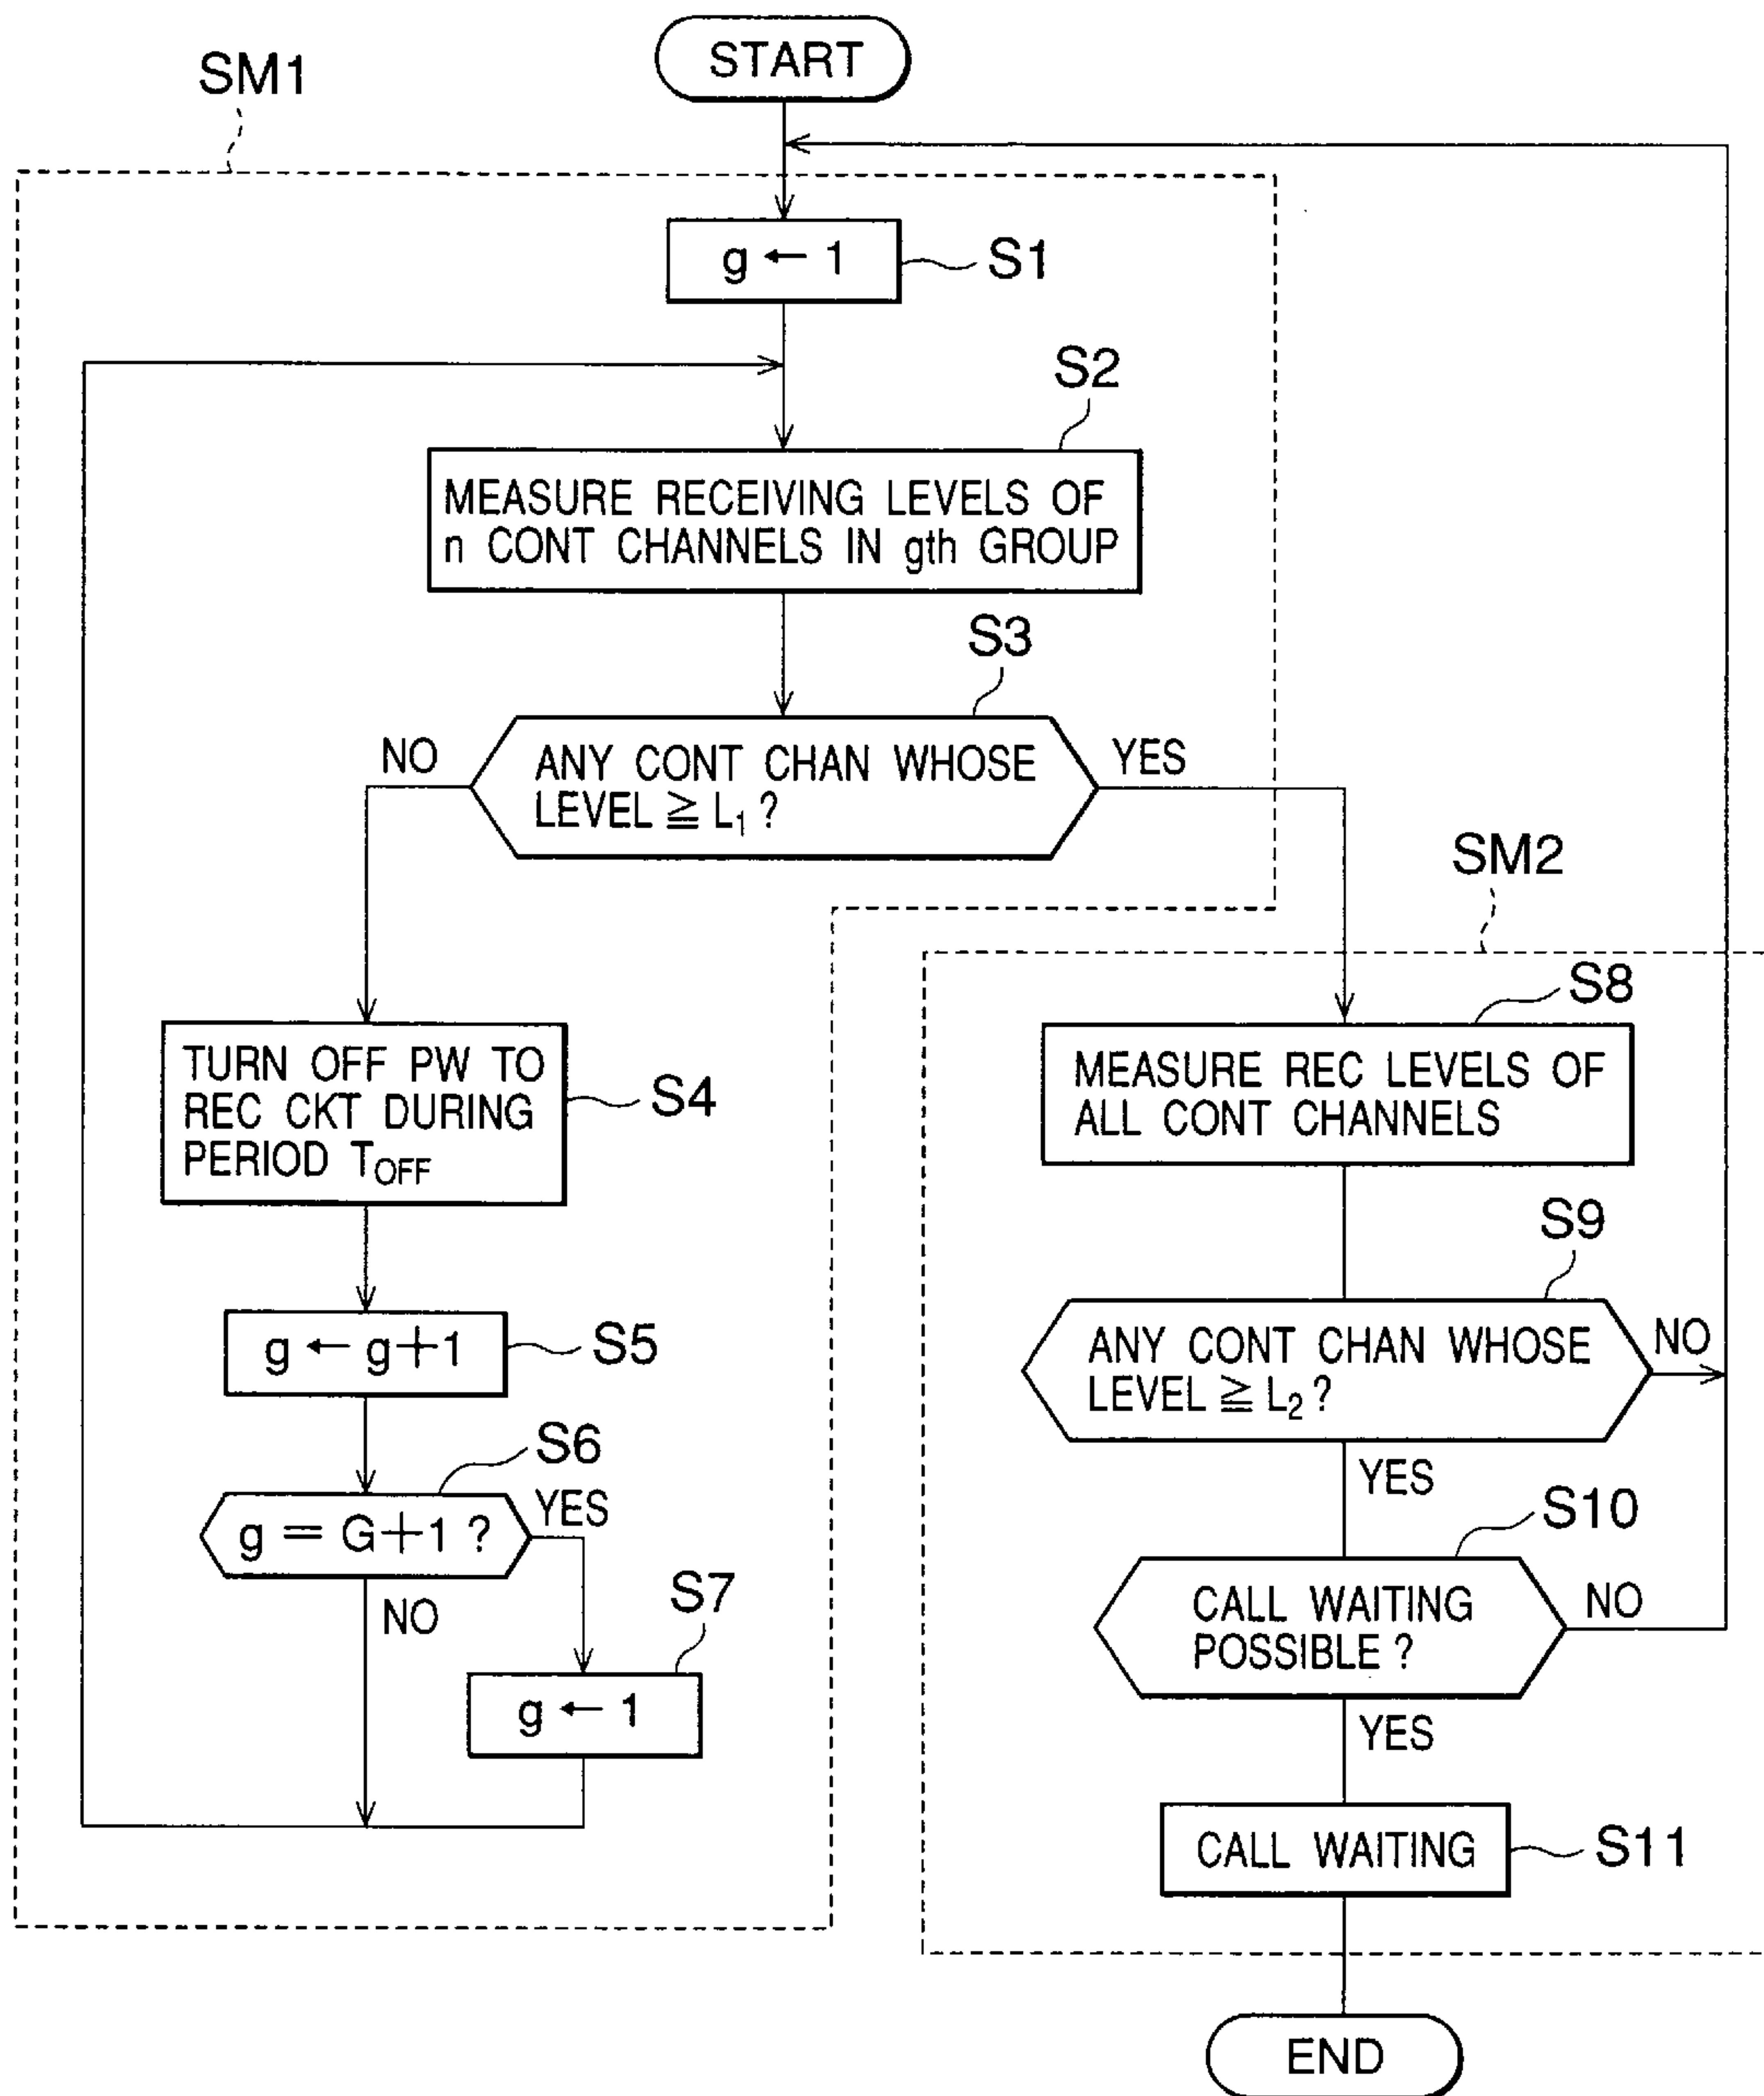 START
SM1
g ← 1
S1
S2
MEASURE RECEIVING LEVELS OF
n CONT CHANNELS IN gth GROUP
S3
NO
ANY CONT CHAN WHOSE
LEVEL ≧ L1 ?
YES
SM2
S8
TURN OFF PW TO
REC CKT DURING
PERIOD TOFF
S4
MEASURE REC LEVELS OF
ALL CONT CHANNELS
S9
g ← g+1
S5
ANY CONT CHAN WHOSE
LEVEL ≧ L2 ?
NO
S6
g = G+1 ?
YES
NO
YES
S10
S7
g ← 1
CALL WAITING
POSSIBLE ?
NO
YES
CALL WAITING
S11
END